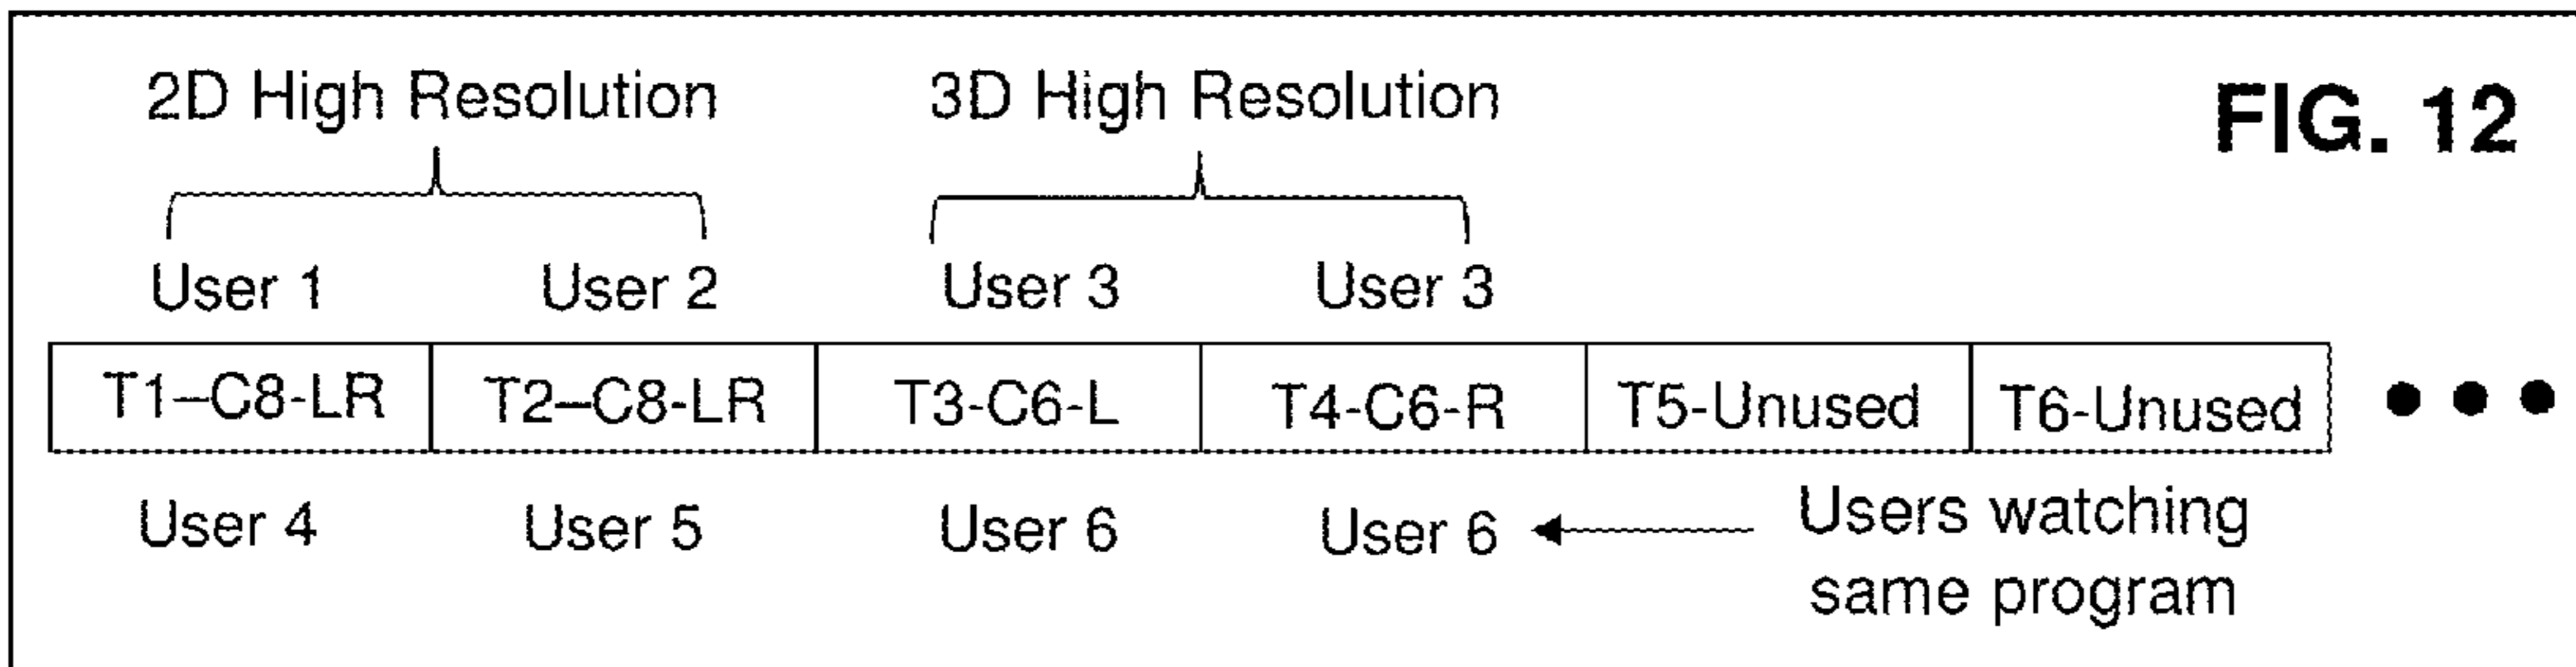 2D High Resolution 3D High Resolution FIG. 12
User 1 User 2 User 3 User 3
T1–C8-LR T2–C8-LR T3-C6-L T4-C6-R T5-Unused T6-Unused
User 4 User 5 User 6 User 6 Users watching
same program